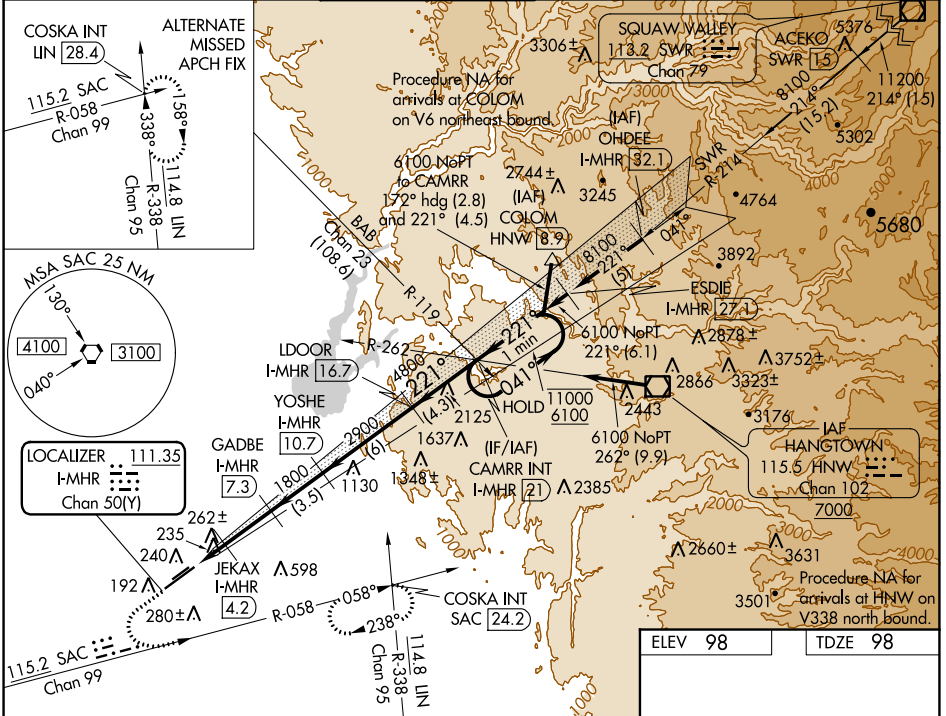 COSKA INT
LIN 28.4
ALTERNATE
MISSED
APCH FIX
115.2 SAC
R-058
Chan 99
158°
338°
114.8 LIN
R-338
Chan 95
MSA SAC 25 NM
130°
4100
3100
040°
LOCALIZER 111.35
I-MHR
Chan 50(Y)
3306±
SQUAW VALLEY
113.2 SWR
Chan 79
ACEKO
SWR 15
5376
11200
214° (15)
8100
214°
(15.2)
5302
Procedure NA for
arrivals at COLOM
on V6 northeast bound.
(IAF)
OHDEE
I-MHR 32.1
SWR
R-214
6100 NoPT
to CAMRR
172° hdg (2.8)
and 221° (4.5)
2744±
3245
4764
(IAF)
COLOM
HNW 8.9
5680
BAB
Chan 23
(108.6)
R-119
8100
221°
(5)
041°
3892
ESDIE
I-MHR 27.1
221°
1 min
6100 NoPT
221° (6.1)
2878±
R-262
LDOOR
I-MHR 16.7
4800
221°
(4.3)
041°
HOLD
11000
6100
2866
3752±
3323±
2443
3176
2125
YOSHE
I-MHR
10.7
2900
(6)
1637
(IF/IAF)
CAMRR INT
I-MHR 21
6100 NoPT
262° (9.9)
IAF
HANGTOWN
115.5 HNW
Chan 102
7000
GADBE
I-MHR
7.3
1800
(3.5)
1130
1348±
2385
262±
235
240
192
280±
JEKAX
I-MHR
4.2
598
2660±
3631
3501
Procedure NA for
arrivals at HNW on
V338 north bound.
R-058
058°
COSKA INT
SAC 24.2
238°
114.8 LIN
R-338
Chan 95
115.2 SAC
Chan 99
ELEV 98
TDZE 98
1000
1000
1000
1000
2000
3000
4000